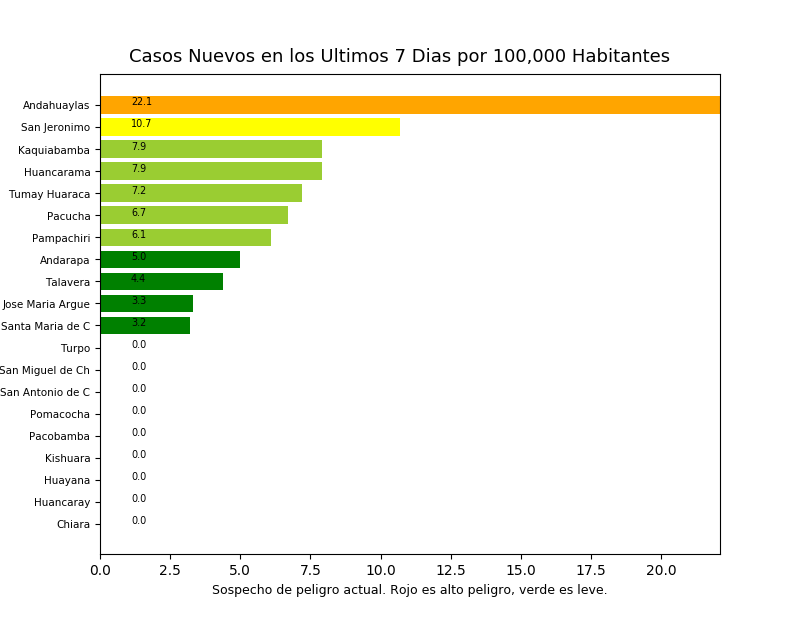 Casos Nuevos en los Ultimos 7 Dias por 100,000 Habitantes
Andahuaylas 22.1
San Jeronimo 10.7
Kaquiabamba 7.9
Huancarama 7.9
Tumay Huaraca 7.2
Pacucha 6.7
Pampachiri 6.1
Andarapa 5.0
Talavera 4.4
Jose Maria Argue 3.3
Santa Maria de C 3.2
Turpo 0.0
San Miguel de Ch 0.0
San Antonio de C 0.0
Pomacocha 0.0
Pacobamba 0.0
Kishuara 0.0
Huayana 0.0
Huancaray 0.0
Chiara 0.0
0.0 2.5 5.0 7.5 10.0 12.5 15.0 17.5 20.0
Sospecho de peligro actual. Rojo es alto peligro, verde es leve.